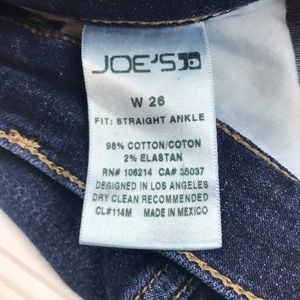 JOE'S
W 26
FIT: STRAIGHT ANKLE
98% COTTON/COTON
2% ELASTAN
RN# 106214 CA# 35037
DESIGNED IN LOS ANGELES
DRY CLEAN RECOMMENDED
CL#114M MADE IN MEXICO